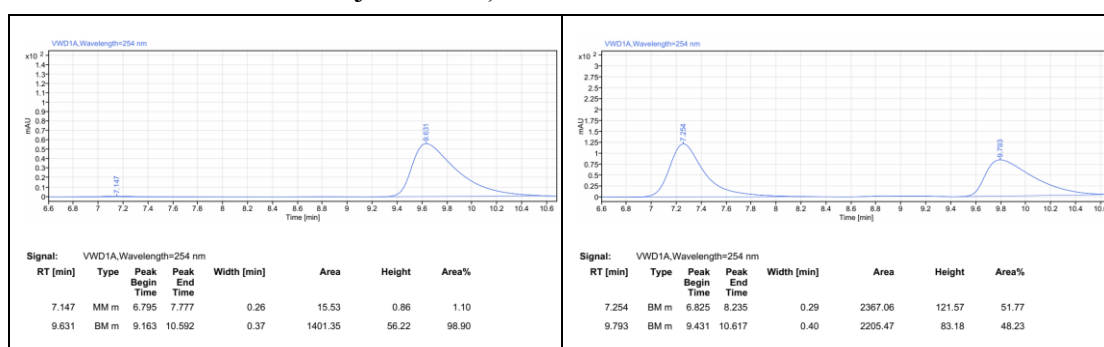 VWD1A,Wavelength=254 nm
x10 2
1.4
1.3
1.2
1.1
1
0.9
0.8
0.7
0.6
0.5
0.4
0.3
0.2
0.1
0
mAU
7.147
9.631
6.6 6.8 7 7.2 7.4 7.6 7.8 8 8.2 8.4 8.6 8.8 9 9.2 9.4 9.6 9.8 10 10.2 10.4 10.6
Time [min]
Signal: VWD1A,Wavelength=254 nm
RT [min] Type Peak Peak Width [min] Area Height Area%
Begin End
Time Time
7.147 MM m 6.795 7.777 0.26 15.53 0.86 1.10
9.631 BM m 9.163 10.592 0.37 1401.35 56.22 98.90
VWD1A,Wavelength=254 nm
x10 2
3
2.75
2.5
2.25
2
1.75
1.5
1.25
1
0.75
0.5
0.25
0
mAU
7.254
9.793
6.6 6.8 7 7.2 7.4 7.6 7.8 8 8.2 8.4 8.6 8.8 9 9.2 9.4 9.6 9.8 10 10.2 10.4
Time [min]
Signal: VWD1A,Wavelength=254 nm
RT [min] Type Peak Peak Width [min] Area Height Area%
Begin End
Time Time
7.254 BM m 6.825 8.235 0.29 2367.06 121.57 51.77
9.793 BM m 9.431 10.617 0.40 2205.47 83.18 48.23